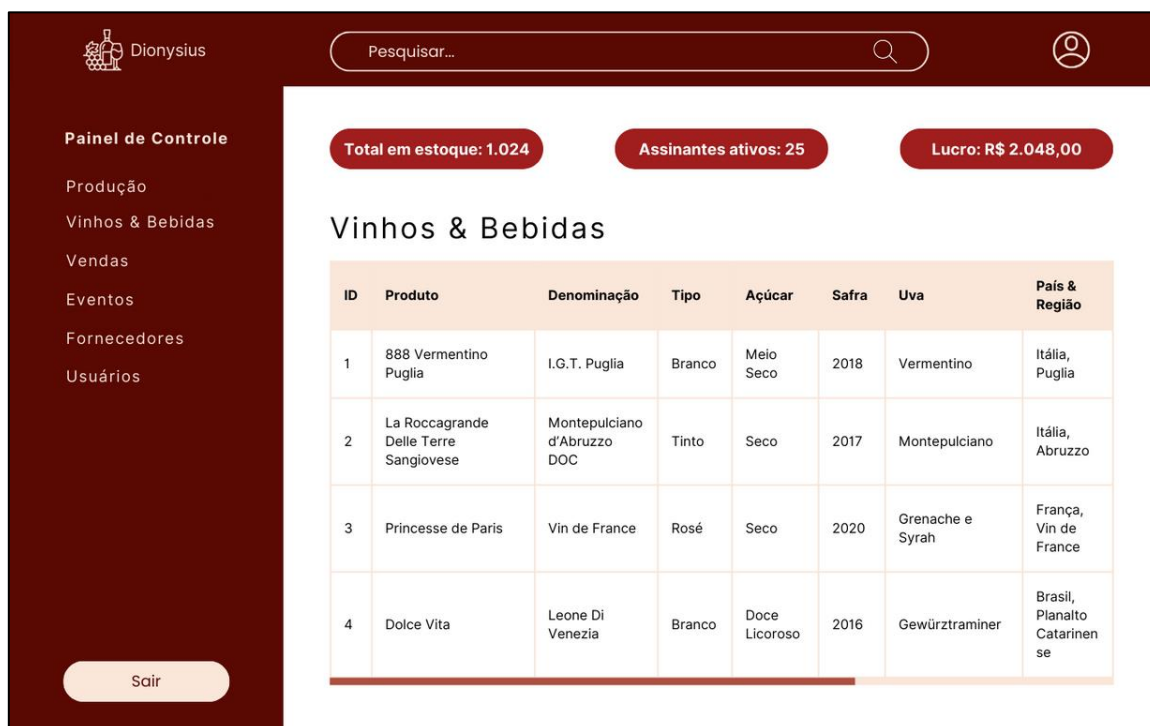 Dionysius
Pesquisar...
Painel de Controle
Produção
Vinhos & Bebidas
Vendas
Eventos
Fornecedores
Usuários
Sair
Total em estoque: 1.024
Assinantes ativos: 25
Lucro: R$ 2.048,00
Vinhos & Bebidas
ID Produto Denominação Tipo Açúcar Safra Uva País &
Região
1 888 Vermentino
Puglia
I.G.T. Puglia
Branco
Meio
Seco
2018
Vermentino
Itália,
Puglia
2
La Roccagrande
Delle Terre
Sangiovese
Montepulciano
d'Abruzzo
DOC
Tinto
Seco
2017
Montepulciano
Itália,
Abruzzo
3
Princesse de Paris
Vin de France
Rosé
Seco
2020
Grenache e
Syrah
França,
Vin de
France
4
Dolce Vita
Leone Di
Venezia
Branco
Doce
Licoroso
2016
Gewürztraminer
Brasil,
Planalto
Catarinen
se